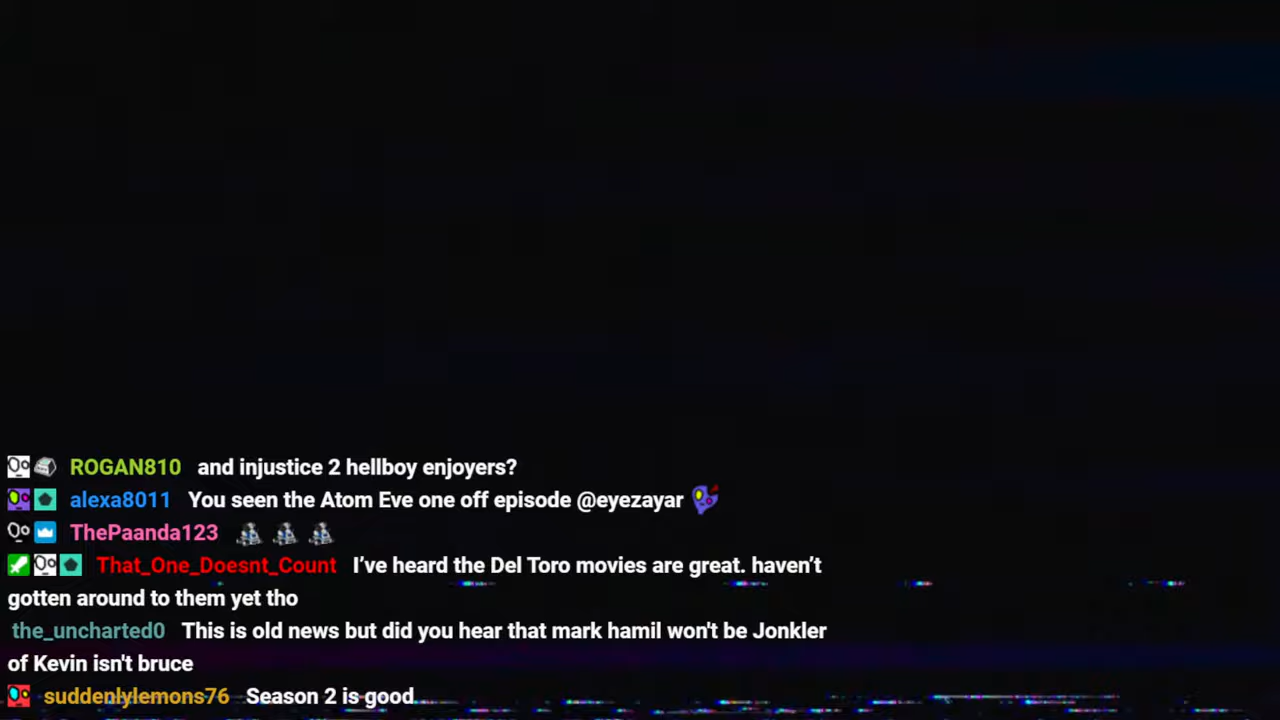 ROGAN810 and injustice 2 hellboy enjoyers?
alexa8011 You seen the Atom Eve one off episode @eyezayar
ThePaanda123
That_One_Doesnt_Count I’ve heard the Del Toro movies are great. haven’t
gotten around to them yet tho
the_uncharted0 This is old news but did you hear that mark hamil won't be Jonkler
of Kevin isn't bruce
suddenlylemons76 Season 2 is good